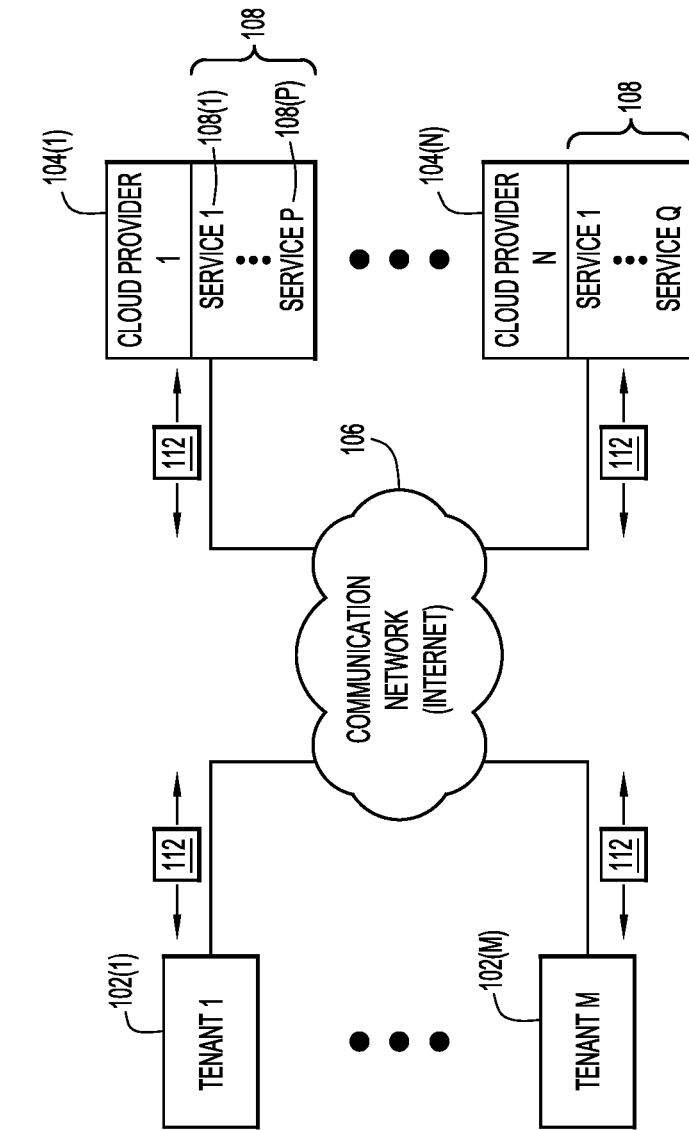 102(1)
TENANT 1
112
102(M)
TENANT M
112
106
COMMUNICATION
NETWORK
(INTERNET)
112
104(1)
CLOUD PROVIDER
1
SERVICE 1
108(1)
SERVICE P
108(P)
108
112
104(N)
CLOUD PROVIDER
N
SERVICE 1
SERVICE Q
108